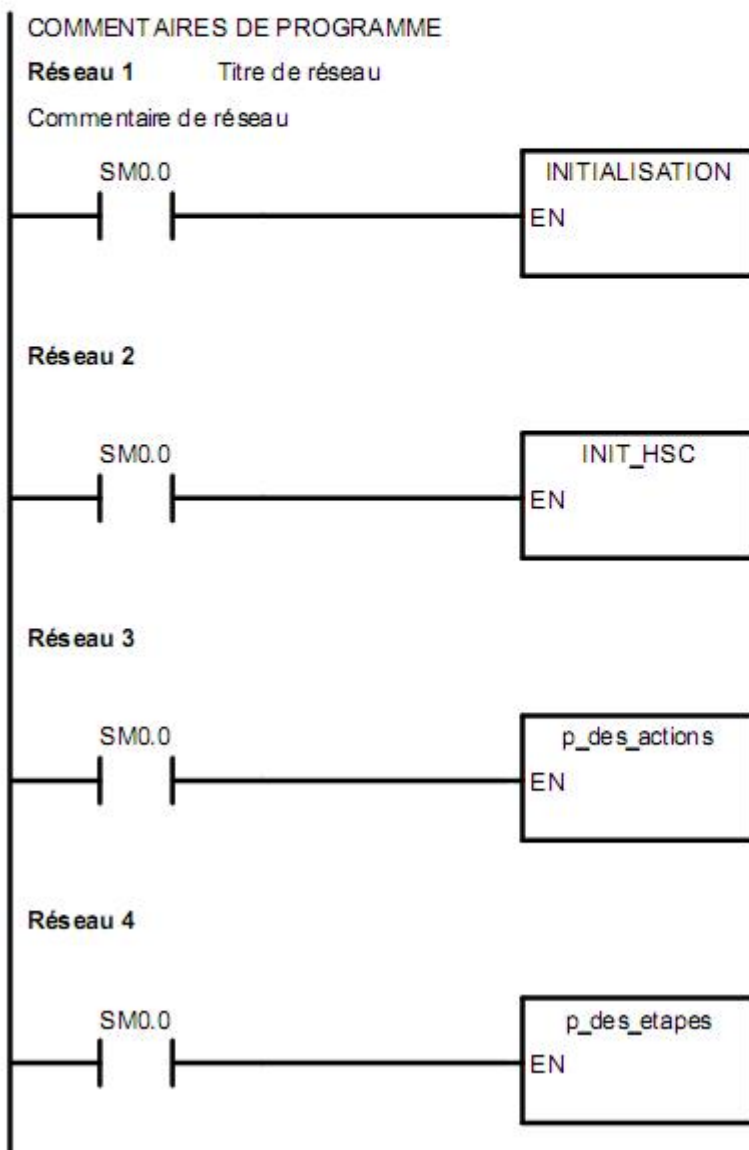 COMMENTAIRES DE PROGRAMME
Réseau 1 Titre de réseau
Commentaire de réseau
SM0.0
INITIALISATION
EN
Réseau 2
SM0.0
INIT_HSC
EN
Réseau 3
SM0.0
p_des_actions
EN
Réseau 4
SM0.0
p_des_etapes
EN